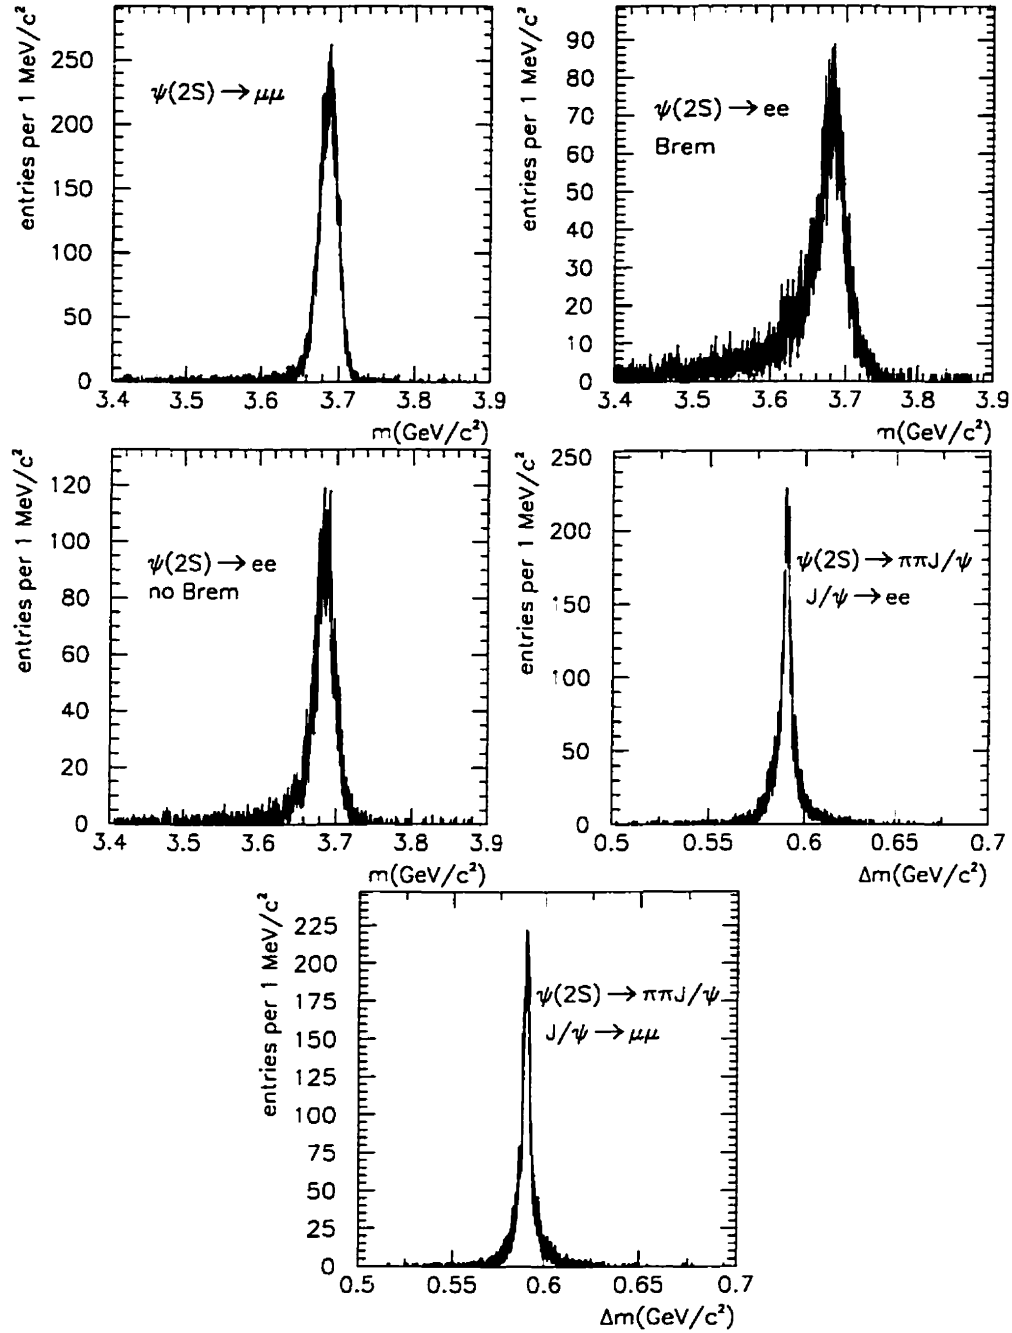 entries per 1 MeV/c²
250
200
150
100
50
0
ψ(2S) → μμ
3.4 3.5 3.6 3.7 3.8 3.9
m(GeV/c²)
entries per 1 MeV/c²
90
80
70
60
50
40
30
20
10
0
ψ(2S) → ee
Brem
3.4 3.5 3.6 3.7 3.8 3.9
m(GeV/c²)
entries per 1 MeV/c²
120
100
80
60
40
20
0
ψ(2S) → ee
no Brem
3.4 3.5 3.6 3.7 3.8 3.9
m(GeV/c²)
entries per 1 MeV/c²
250
200
150
100
50
0
ψ(2S) → ππJ/ψ
J/ψ → ee
0.5 0.55 0.6 0.65 0.7
Δm(GeV/c²)
entries per 1 MeV/c²
225
200
175
150
125
100
75
50
25
0
ψ(2S) → ππJ/ψ
J/ψ → μμ
0.5 0.55 0.6 0.65 0.7
Δm(GeV/c²)